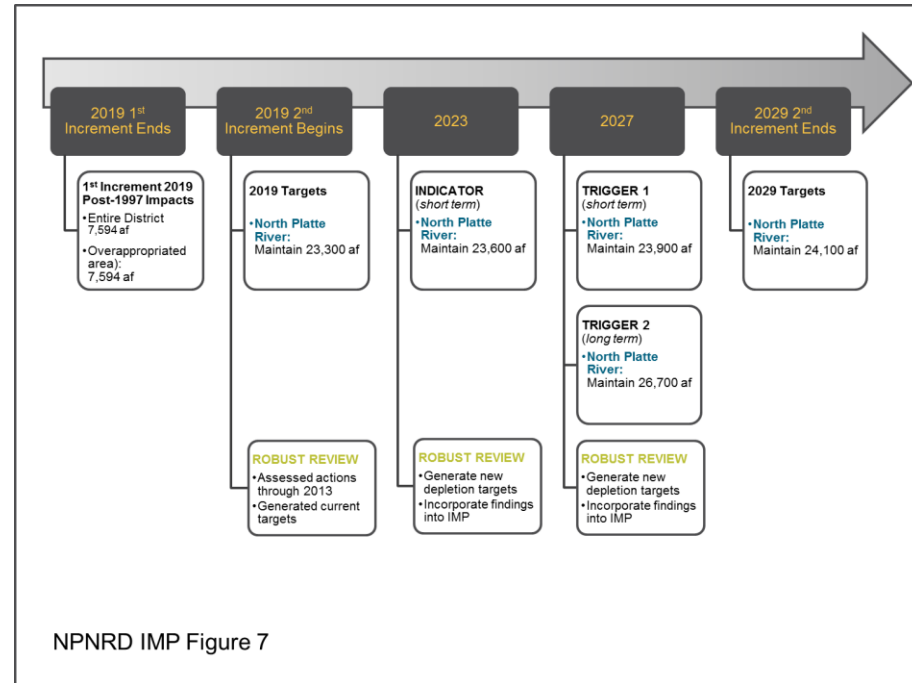 2019 1st
Increment Ends
2019 2nd
Increment Begins
2023
2027
2029 2nd
Increment Ends
1st Increment 2019
Post-1997 Impacts
•Entire District
7,594 af
•Overappropriated
area):
7,594 af
2019 Targets
•North Platte
River:
Maintain 23,300 af
INDICATOR
(short term)
•North Platte
River:
Maintain 23,600 af
TRIGGER 1
(short term)
•North Platte
River:
Maintain 23,900 af
2029 Targets
•North Platte
River:
Maintain 24,100 af
TRIGGER 2
(long term)
•North Platte
River:
Maintain 26,700 af
ROBUST REVIEW
•Assessed actions
through 2013
•Generated current
targets
ROBUST REVIEW
•Generate new
depletion targets
•Incorporate findings
into IMP
ROBUST REVIEW
•Generate new
depletion targets
•Incorporate findings
into IMP
NPNRD IMP Figure 7